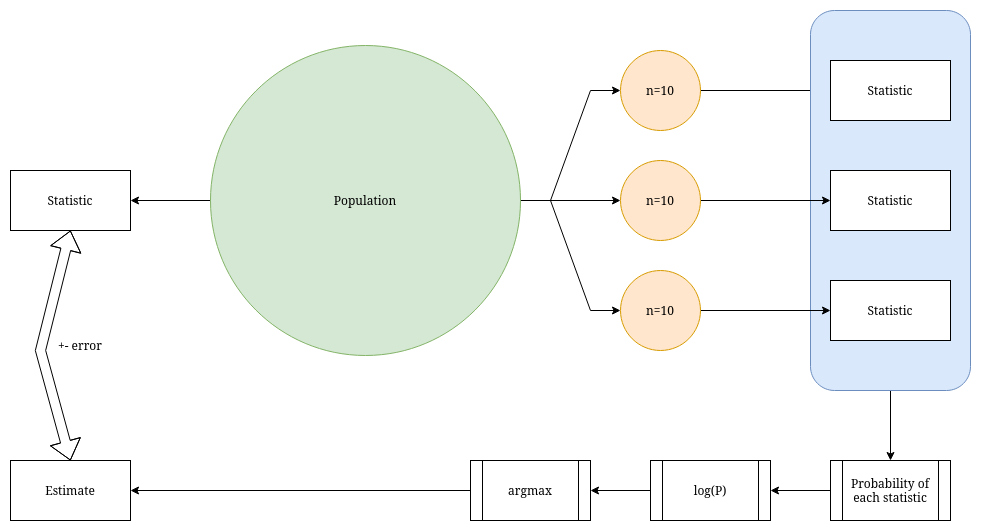 n=10
Statistic
Statistic
Population
n=10
Statistic
+- error
n=10
Statistic
Estimate
argmax
log(P)
Probability of
each statistic